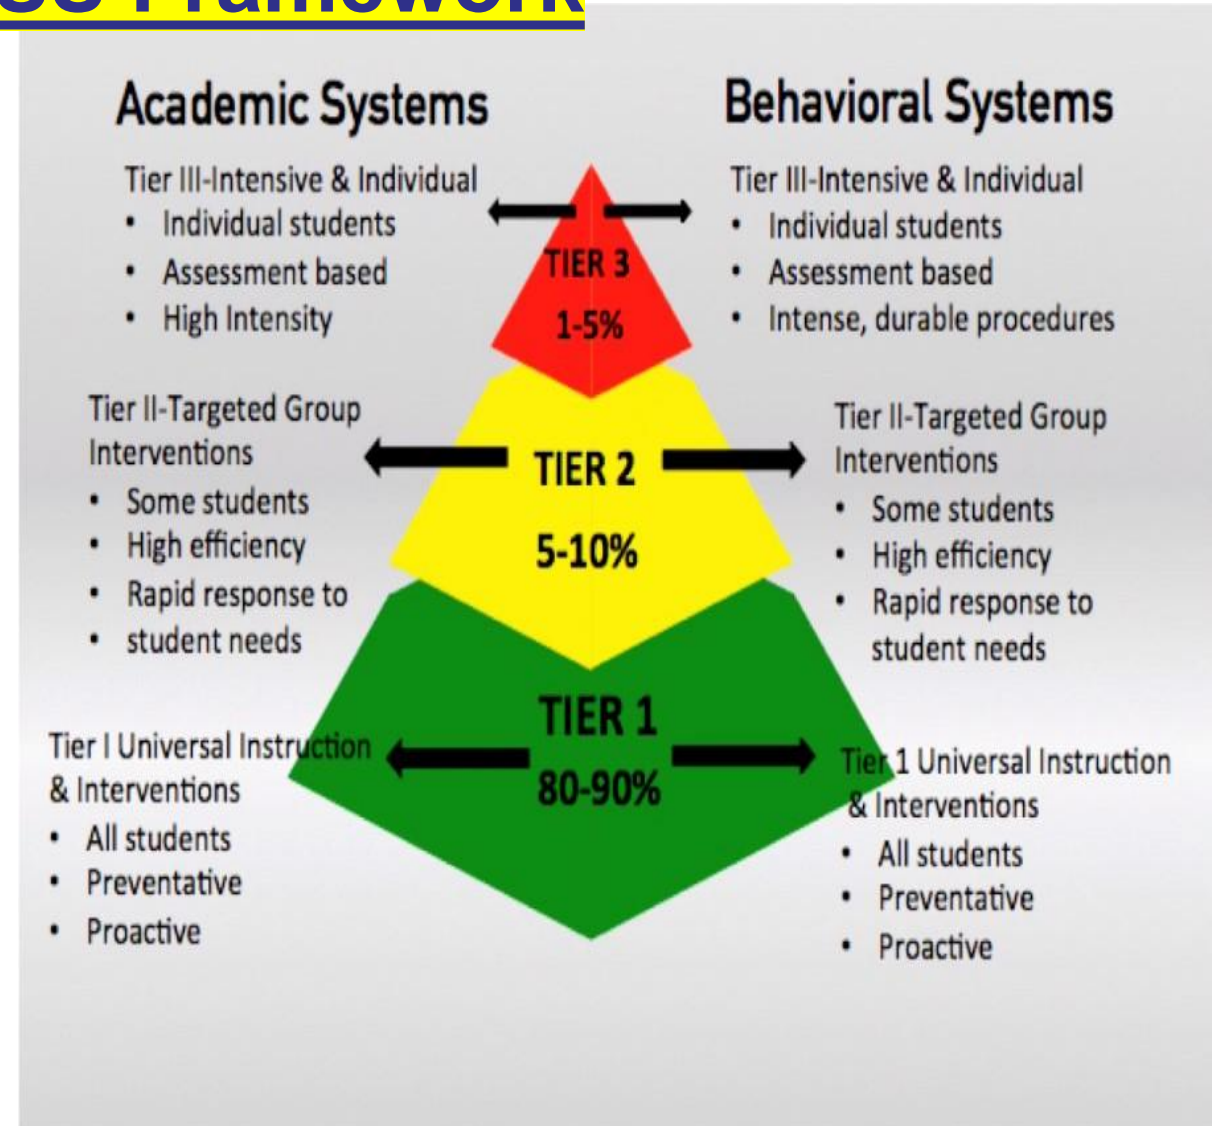 Framework
Academic Systems
Tier III-Intensive & Individual
• Individual students
• Assessment based
• High Intensity
Tier II-Targeted Group
Interventions
• Some students
• High efficiency
• Rapid response to
• student needs
Tier I Universal Instruction
& Interventions
• All students
• Preventative
• Proactive
TIER 3
1-5%
TIER 2
5-10%
TIER 1
80-90%
Behavioral Systems
Tier III-Intensive & Individual
• Individual students
• Assessment based
• Intense, durable procedures
Tier II-Targeted Group
Interventions
• Some students
• High efficiency
• Rapid response to
student needs
Tier 1 Universal Instruction
& Interventions
• All students
• Preventative
• Proactive